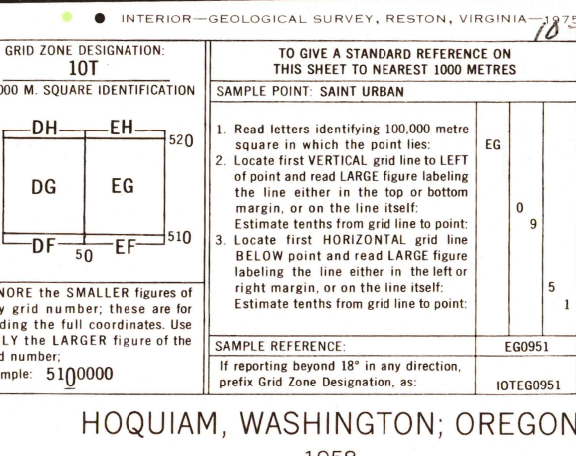 INTERIOR—GEOLOGICAL SURVEY, RESTON, VIRGINIA—1975
GRID ZONE DESIGNATION:
10T
000 M. SQUARE IDENTIFICATION
DH EH
520
DG EG
510
DF EF
50
NORE the SMALLER figures of
y grid number; these are for
ding the full coordinates. Use
LY the LARGER figure of the
d number;
mple: 5100000
TO GIVE A STANDARD REFERENCE ON
THIS SHEET TO NEAREST 1000 METRES
SAMPLE POINT: SAINT URBAN
1. Read letters identifying 100,000 metre
square in which the point lies: EG
2. Locate first VERTICAL grid line to LEFT
of point and read LARGE figure labeling
the line either in the top or bottom
margin, or on the line itself: 0
Estimate tenths from grid line to point: 9
3. Locate first HORIZONTAL grid line
BELOW point and read LARGE figure
labeling the line either in the left or
right margin, or on the line itself: 5
Estimate tenths from grid line to point: 1
SAMPLE REFERENCE: EG0951
If reporting beyond 18° in any direction,
prefix Grid Zone Designation, as: 10TEG0951
HOQUIAM, WASHINGTON; OREGON
1958